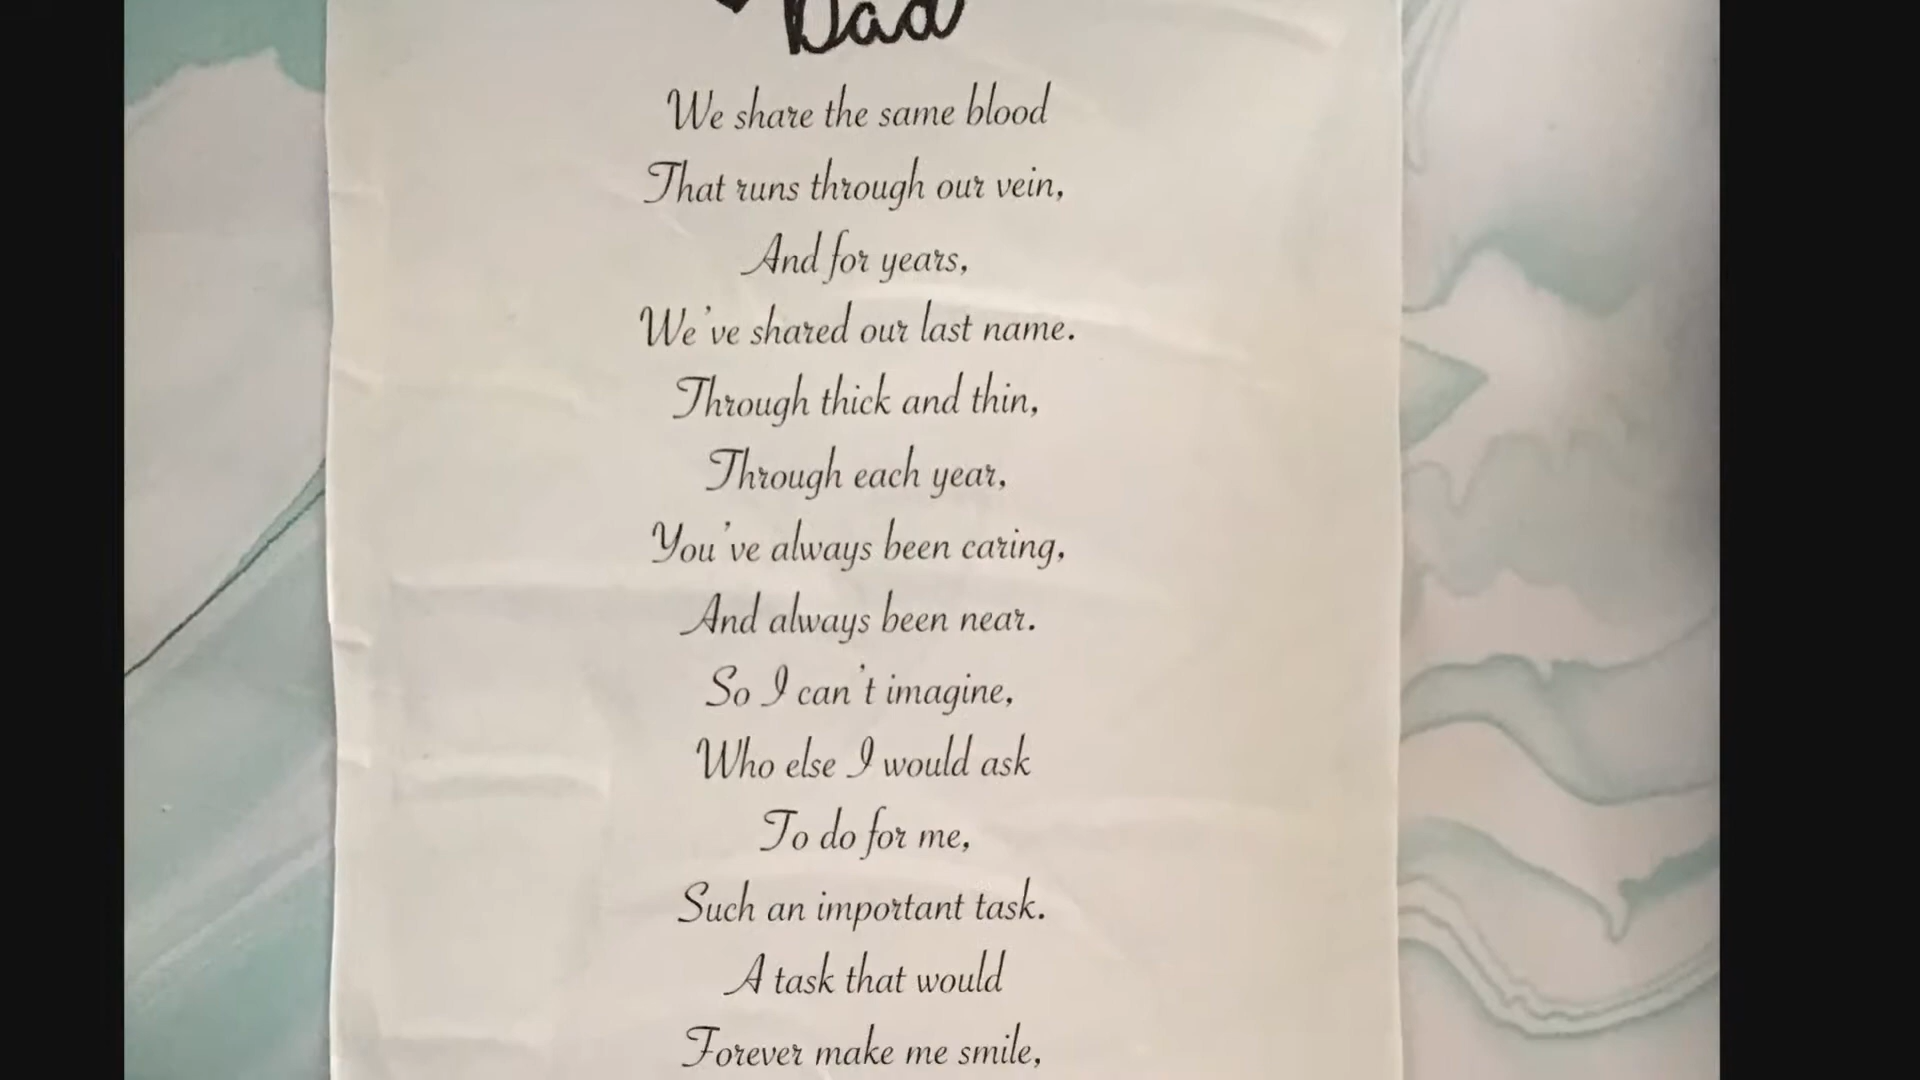 Dad
We share the same blood
That runs through our vein,
And for years,
We've shared our last name.
Through thick and thin,
Through each year,
You've always been caring,
And always been near.
So I can't imagine,
Who else I would ask
To do for me,
Such an important task.
A task that would
Forever make me smile,